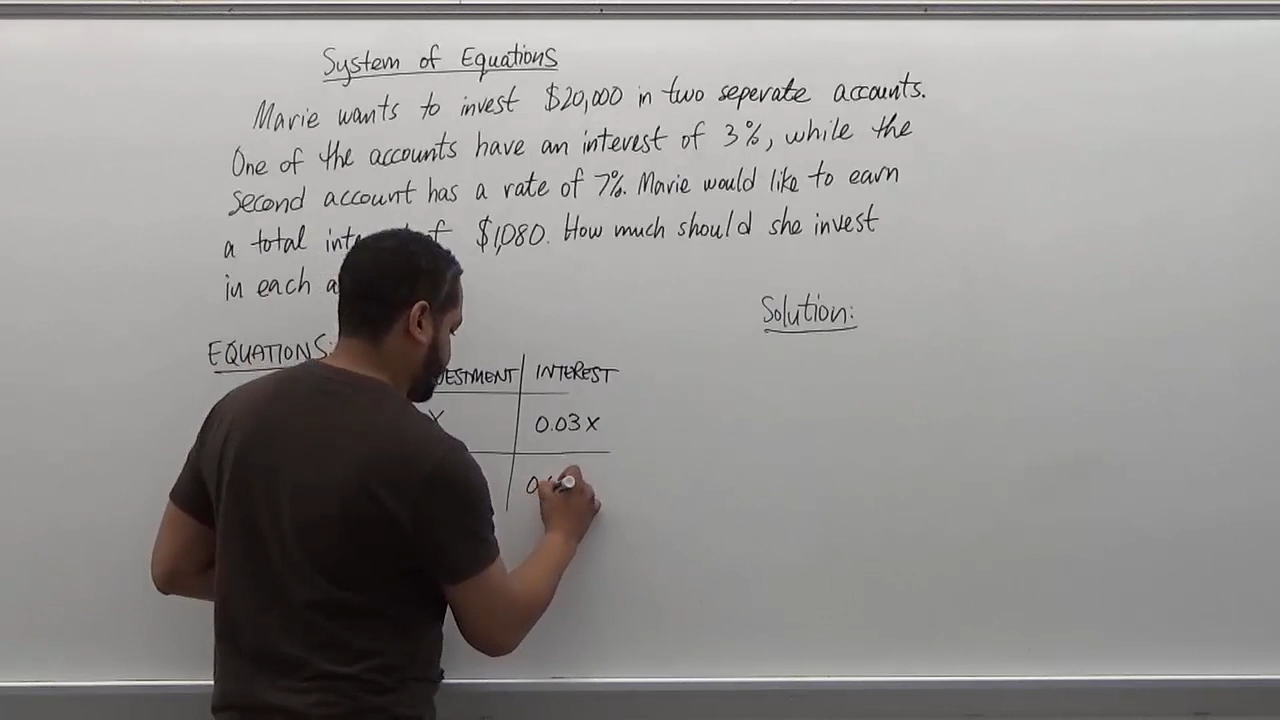 System of Equations
Marie wants to invest $20,000 in two seperate accounts.
One of the accounts have an interest of 3%, while the
second account has a rate of 7%. Marie would like to earn
a total of $1,080. How much should she invest
in each
Solution:
EQUATIONS:
INTEREST
X 0.03X